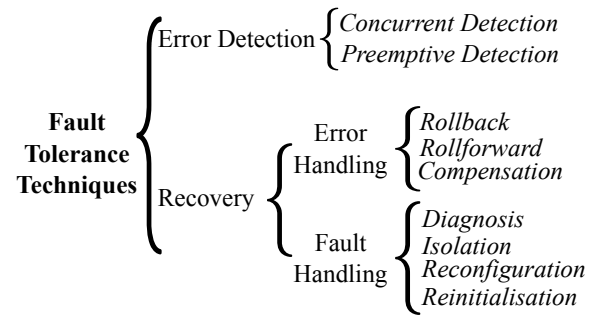 Fault
Tolerance
Techniques
Error Detection
Concurrent Detection
Preemptive Detection
Recovery
Error
Handling
Rollback
Rollforward
Compensation
Fault
Handling
Diagnosis
Isolation
Reconfiguration
Reinitialisation